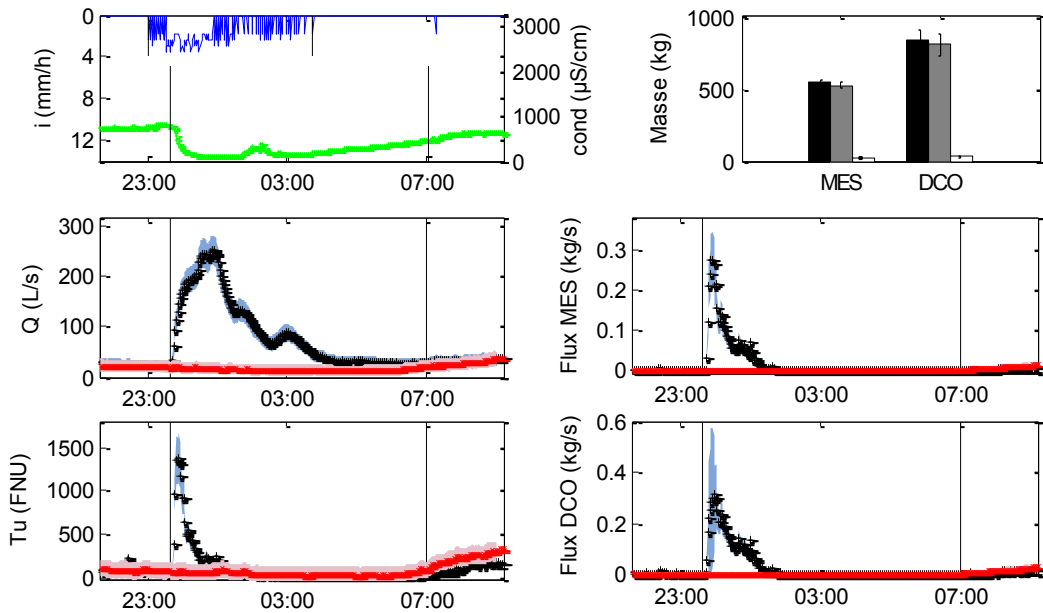 0
4
8
12
i (mm/h)
3000
2000
1000
0
cond (µS/cm)
23:00 03:00 07:00
1000
500
0
Masse (kg)
MES DCO
300
200
100
0
Q (L/s)
23:00 03:00 07:00
0.3
0.2
0.1
0
Flux MES (kg/s)
23:00 03:00 07:00
1500
1000
500
0
Tu (FNU)
23:00 03:00 07:00
0.6
0.4
0.2
0
Flux DCO (kg/s)
23:00 03:00 07:00